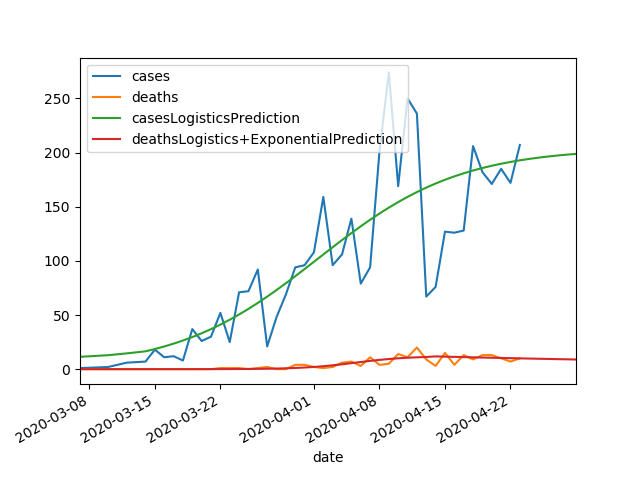 cases
deaths
casesLogisticsPrediction
deathsLogistics+ExponentialPrediction
250
200
150
100
50
0
2020-03-08
2020-03-15
2020-03-22
2020-04-01
2020-04-08
2020-04-15
2020-04-22
date